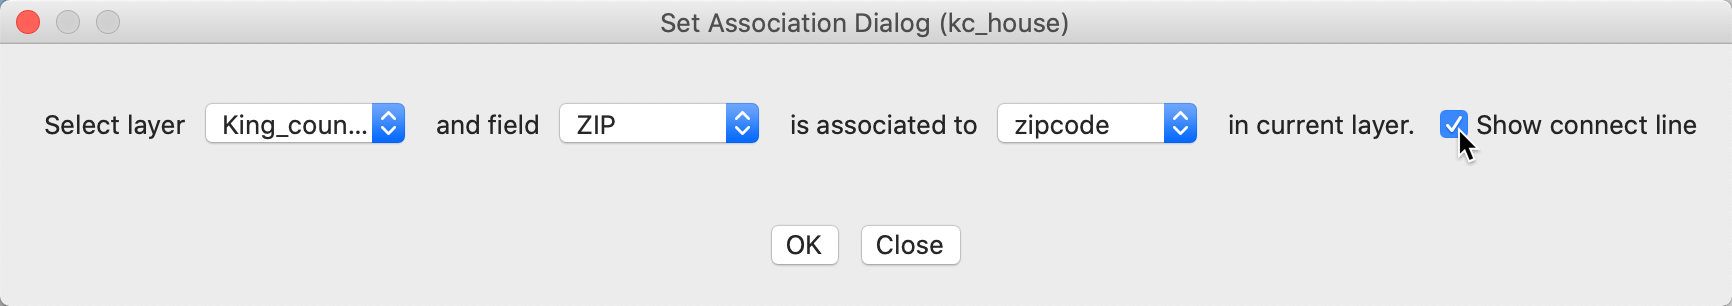 Set Association Dialog (kc_house)
Select layer King_coun... and field ZIP is associated to zipcode in current layer. Show connect line
OK Close